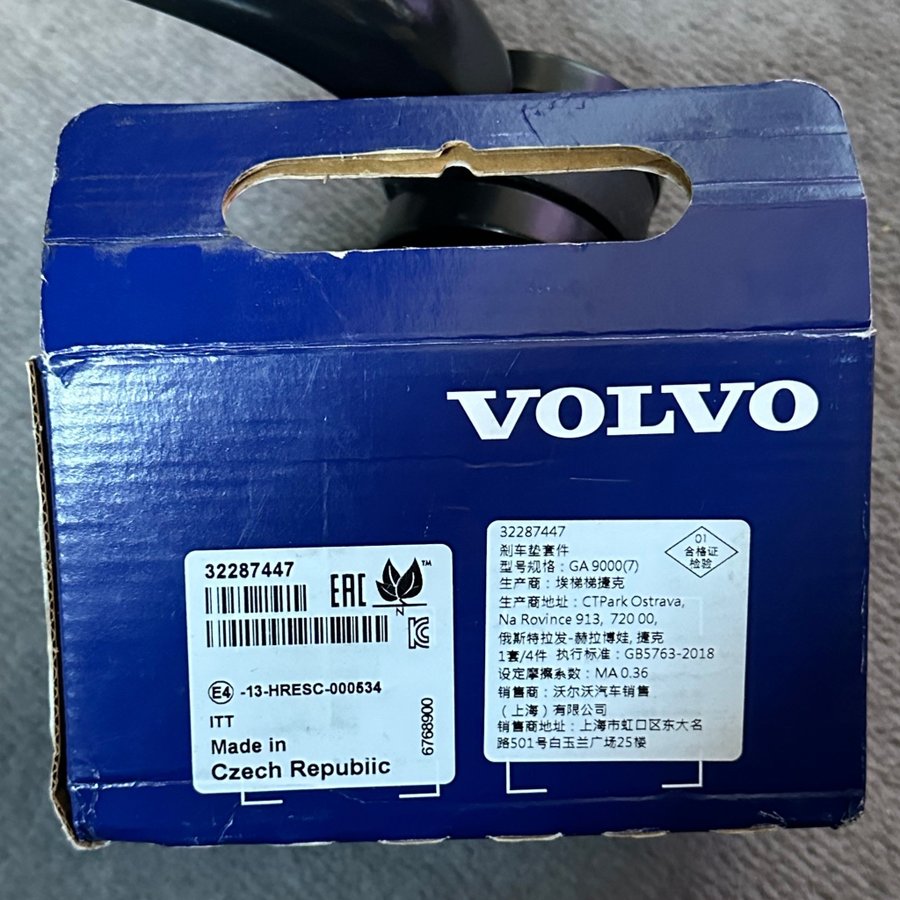 VOLVO
32287447
EAC
TM
N
-13-HRESC-000534
E4
ITT
Made in
Czech Repubiic
6768900
32287447
刹车垫套件
型号规格：GA 9000(7)
生产商：埃梯梯捷克
生产商地址：CTPark Ostrava,
Na Rovince 913, 720 00,
俄斯特拉发-赫拉博娃, 捷克
1套/4件 执行标准：GB5763-2018
设定摩擦系数：MA 0.36
销售商：沃尔沃汽车销售
（上海）有限公司
销售商地址：上海市虹口区东大名
路501号白玉兰广场25楼
01
合格证
检验